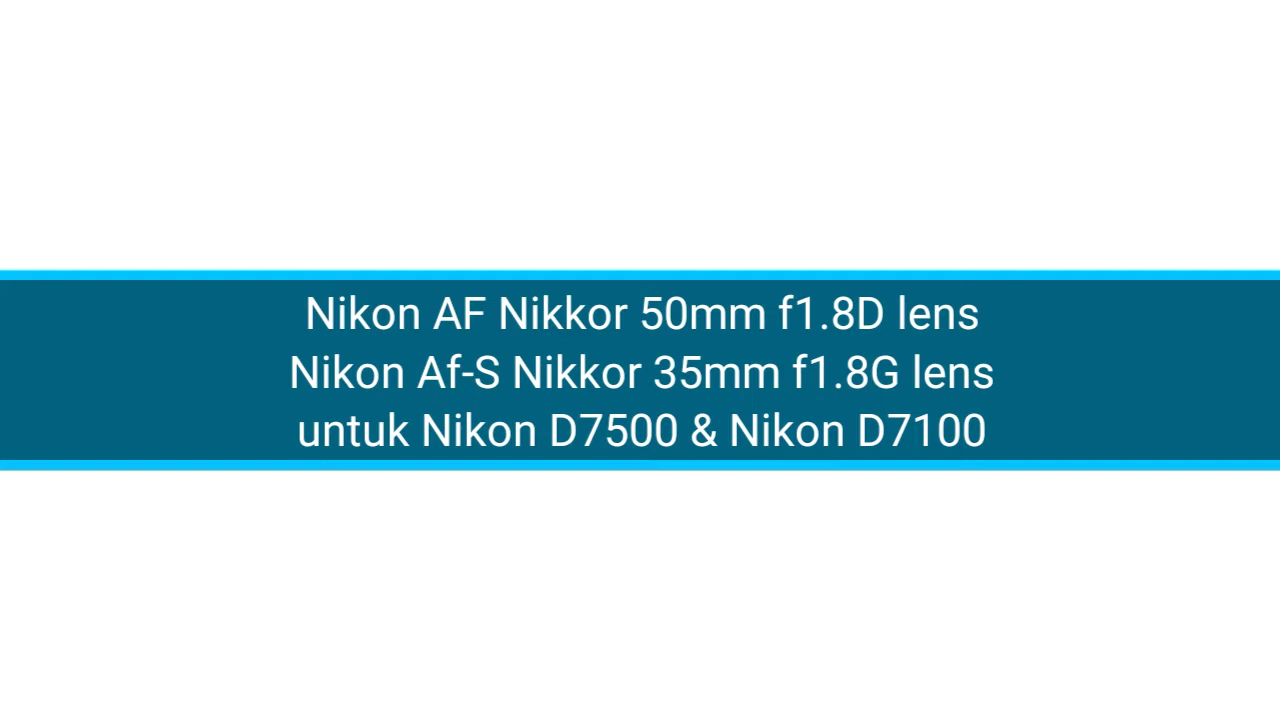 Nikon AF Nikkor 50mm f1.8D lens
Nikon Af-S Nikkor 35mm f1.8G lens
untuk Nikon D7500 & Nikon D7100